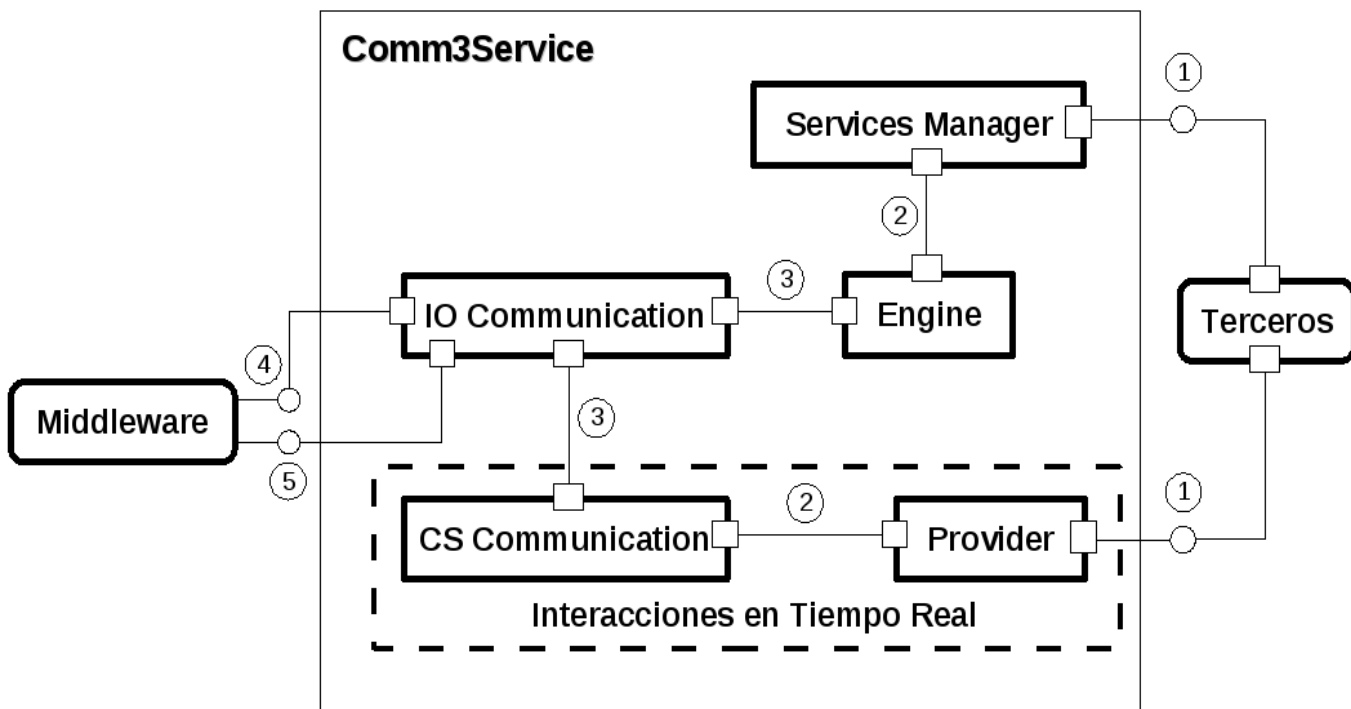 Comm3Service
1
Services Manager
2
3
IO Communication
Engine
Terceros
4
Middleware
3
5
1
2
CS Communication
Provider
Interacciones en Tiempo Real